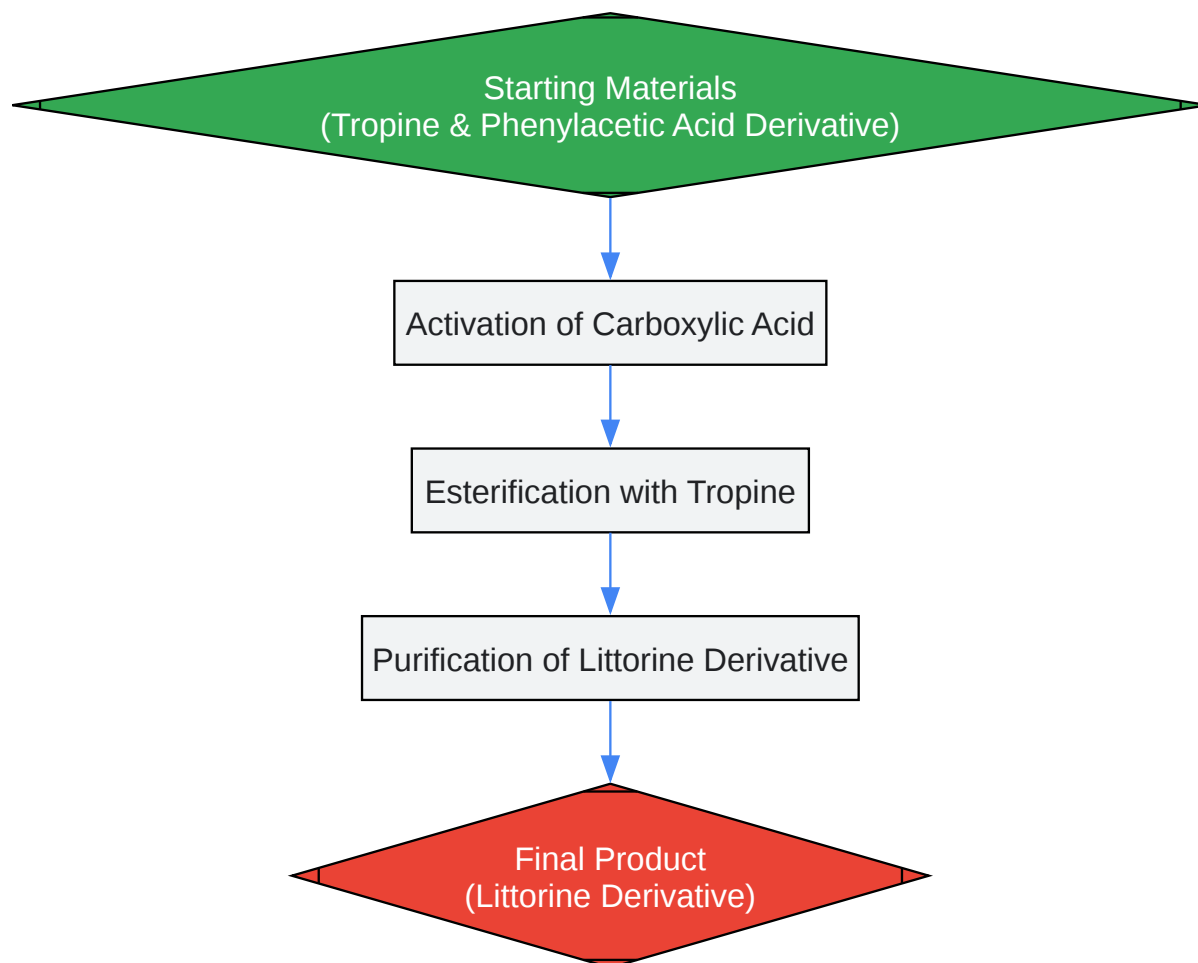 Starting Materials
(Tropine & Phenylacetic Acid Derivative)
Activation of Carboxylic Acid
Esterification with Tropine
Purification of Littorine Derivative
Final Product
(Littorine Derivative)